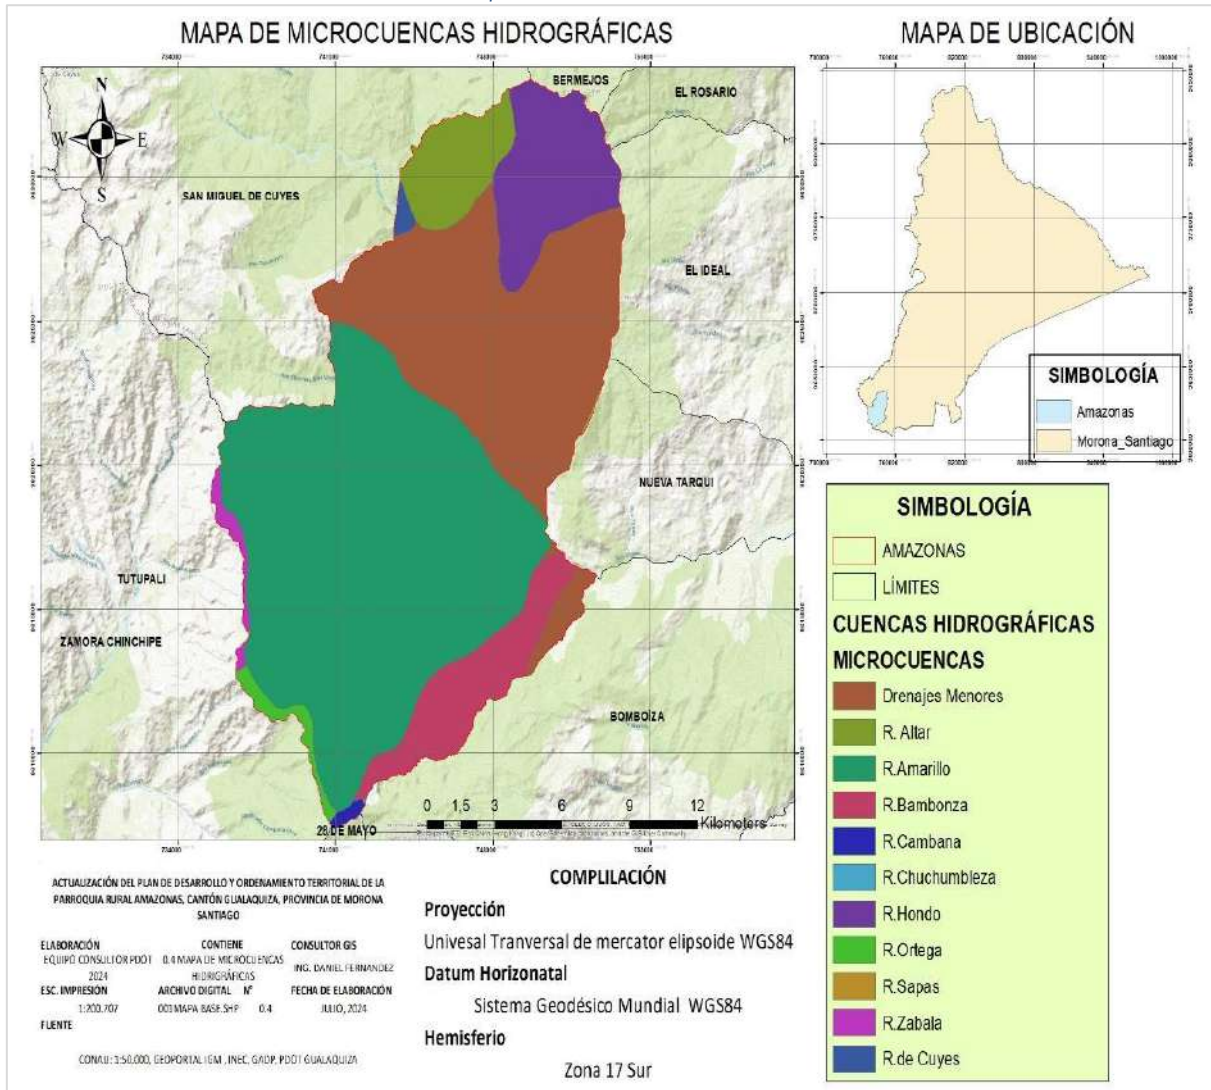 MAPA DE MICROCUENCAS HIDROGRÁFICAS
MAPA DE UBICACIÓN
BERMEJOS
EL ROSARIO
N
W E
S
SAN MIGUEL DE CUYES
EL IDEAL
NUEVA TARQUI
TUTUPALI
ZAMORA CHINCHIPE
BOMBOÍZA
28 DE MAYO
0 1,5 3 6 9 12
Kilometers
SIMBOLOGÍA
Amazonas
Morona_Santiago
SIMBOLOGÍA
AMAZONAS
LÍMITES
CUENCAS HIDROGRÁFICAS
MICROCUENCAS
Drenajes Menores
R. Altar
R.Amarillo
R.Bambonza
R.Cambana
R.Chuchumbleza
R.Hondo
R.Ortega
R.Sapas
R.Zabala
R.de Cuyes
ACTUALIZACIÓN DEL PLAN DE DESARROLLO Y ORDENAMIENTO TERRITORIAL DE LA
PARROQUIA RURAL AMAZONAS, CANTÓN GUALAQUIZA, PROVINCIA DE MORONA
SANTIAGO
ELABORACIÓN
EQUIPO CONSULTOR PDOT
2024
CONTIENE
0.4 MAPA DE MICROCUENCAS
HIDRIGRÁFICAS
CONSULTOR GIS
ING. DANIEL FERNANDEZ
ESC. IMPRESIÓN
1:200.707
ARCHIVO DIGITAL N°
001MAPA BASE.SHP 0.4
FECHA DE ELABORACIÓN
JULIO, 2024
FUENTE
CONALI: 1:50.000, GEOPORTAL IGM , INEC, GADP, PDOT GUALAQUIZA
COMPLILACIÓN
Proyección
Univesal Tranversal de mercator elipsoide WGS84
Datum Horizonatal
Sistema Geodésico Mundial WGS84
Hemisferio
Zona 17 Sur